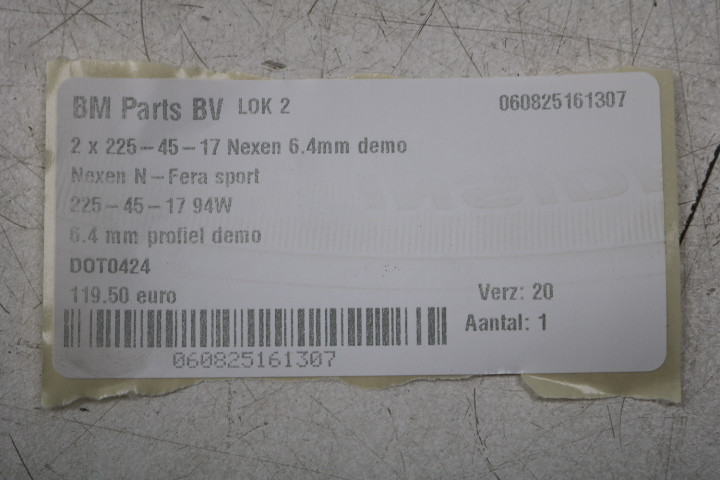 BM Parts BV LOK 2 060825161307
2 x 225-45-17 Nexen 6.4mm demo
Nexen N-Fera sport
225-45-17 94W
6.4 mm profiel demo
DOT0424
119.50 euro Verz: 20
Aantal: 1
060825161307